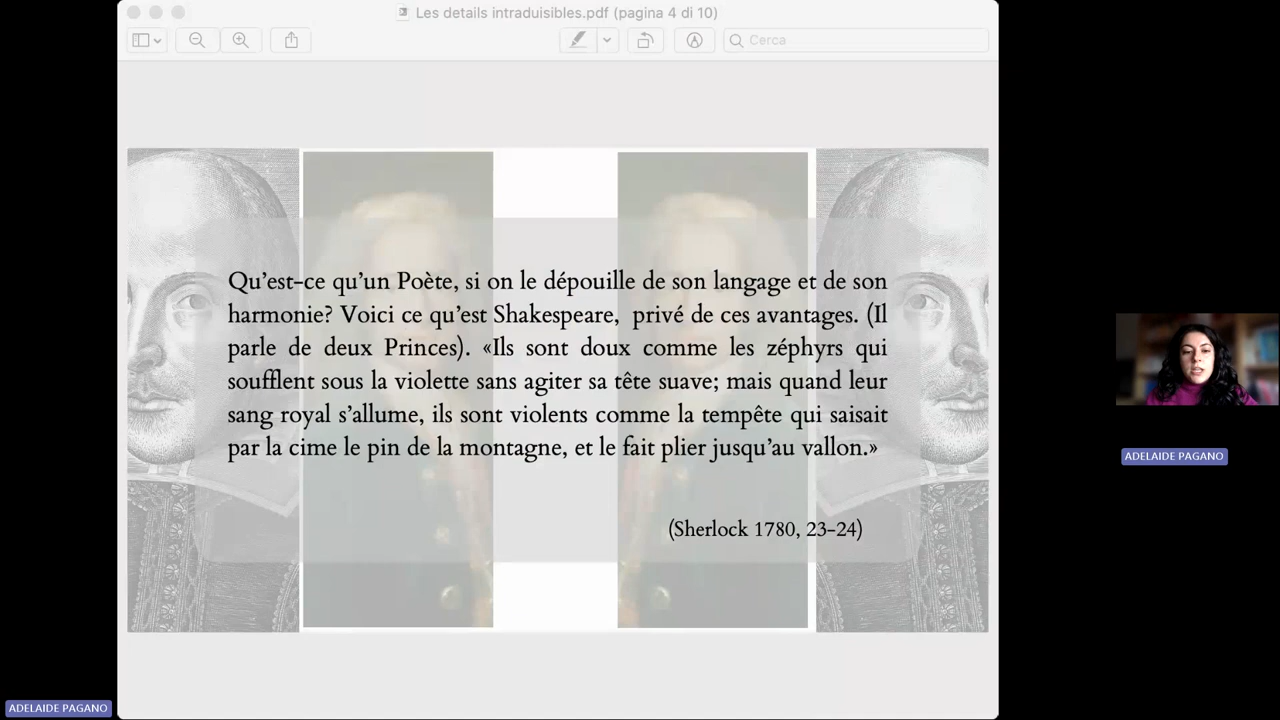 Les details intraduisibles.pdf (pagina 4 di 10)
Cerca
Qu’est-ce qu’un Poète, si on le dépouille de son langage et de son
harmonie? Voici ce qu’est Shakespeare, privé de ces avantages. (Il
parle de deux Princes). «Ils sont doux comme les zéphyrs qui
soufflent sous la violette sans agiter sa tête suave; mais quand leur
sang royal s’allume, ils sont violents comme la tempête qui saisait
par la cime le pin de la montagne, et le fait plier jusqu’au vallon.»
(Sherlock 1780, 23-24)
ADELAIDE PAGANO
ADELAIDE PAGANO